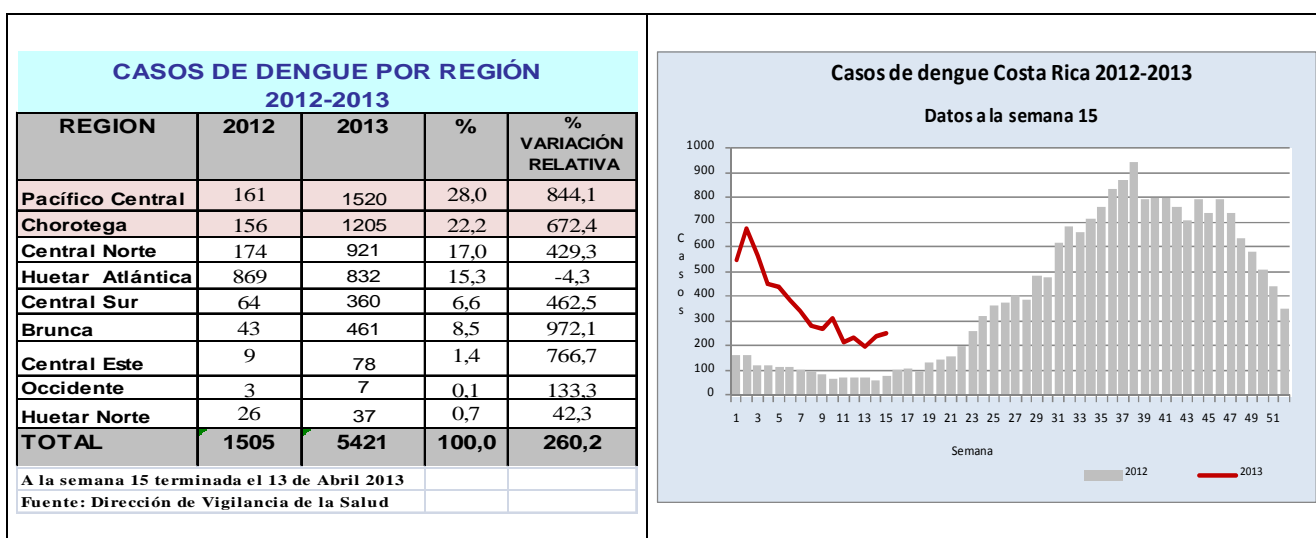 CASOS DE DENGUE POR REGIÓN
2012-2013
REGION 2012 2013 % % VARIACIÓN RELATIVA
Pacífico Central 161 1520 28,0 844,1
Chorotega 156 1205 22,2 672,4
Central Norte 174 921 17,0 429,3
Huetar Atlántica 869 832 15,3 -4,3
Central Sur 64 360 6,6 462,5
Brunca 43 461 8,5 972,1
Central Este 9 78 1,4 766,7
Occidente 3 7 0,1 133,3
Huetar Norte 26 37 0,7 42,3
TOTAL 1505 5421 100,0 260,2
A la semana 15 terminada el 13 de Abril 2013
Fuente: Dirección de Vigilancia de la Salud
Casos de dengue Costa Rica 2012-2013
Datos a la semana 15
1000
900
800
700
600
500
400
300
200
100
0
Casos
1 3 5 7 9 11 13 15 17 19 21 23 25 27 29 31 33 35 37 39 41 43 45 47 49 51
Semana
2012 2013